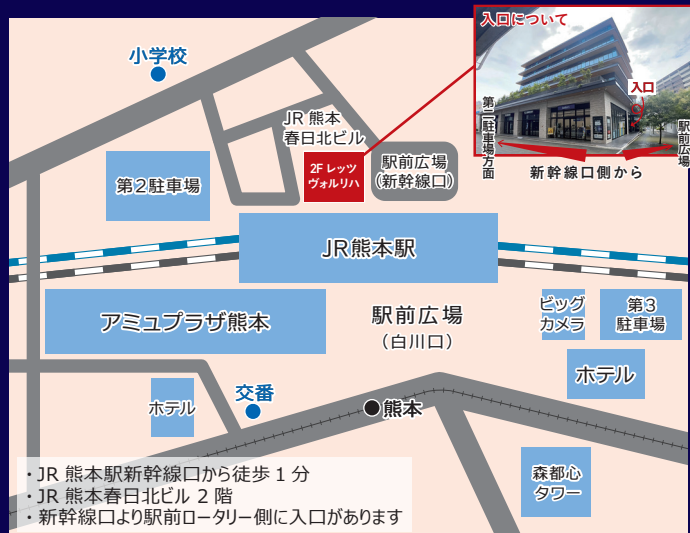 入口について
入口
第二駐車場方面
駅前広場
新幹線口側から
小学校
JR 熊本
春日北ビル
2F レッツ
ヴォルリハ
駅前広場
(新幹線口)
第2駐車場
JR熊本駅
アミュプラザ熊本
駅前広場
(白川口)
ビッグ
カメラ
第3
駐車場
ホテル
ホテル
交番
熊本
森都心
タワー
・JR 熊本駅新幹線口から徒歩 1 分
・JR 熊本春日北ビル 2 階
・新幹線口より駅前ロータリー側に入口があります